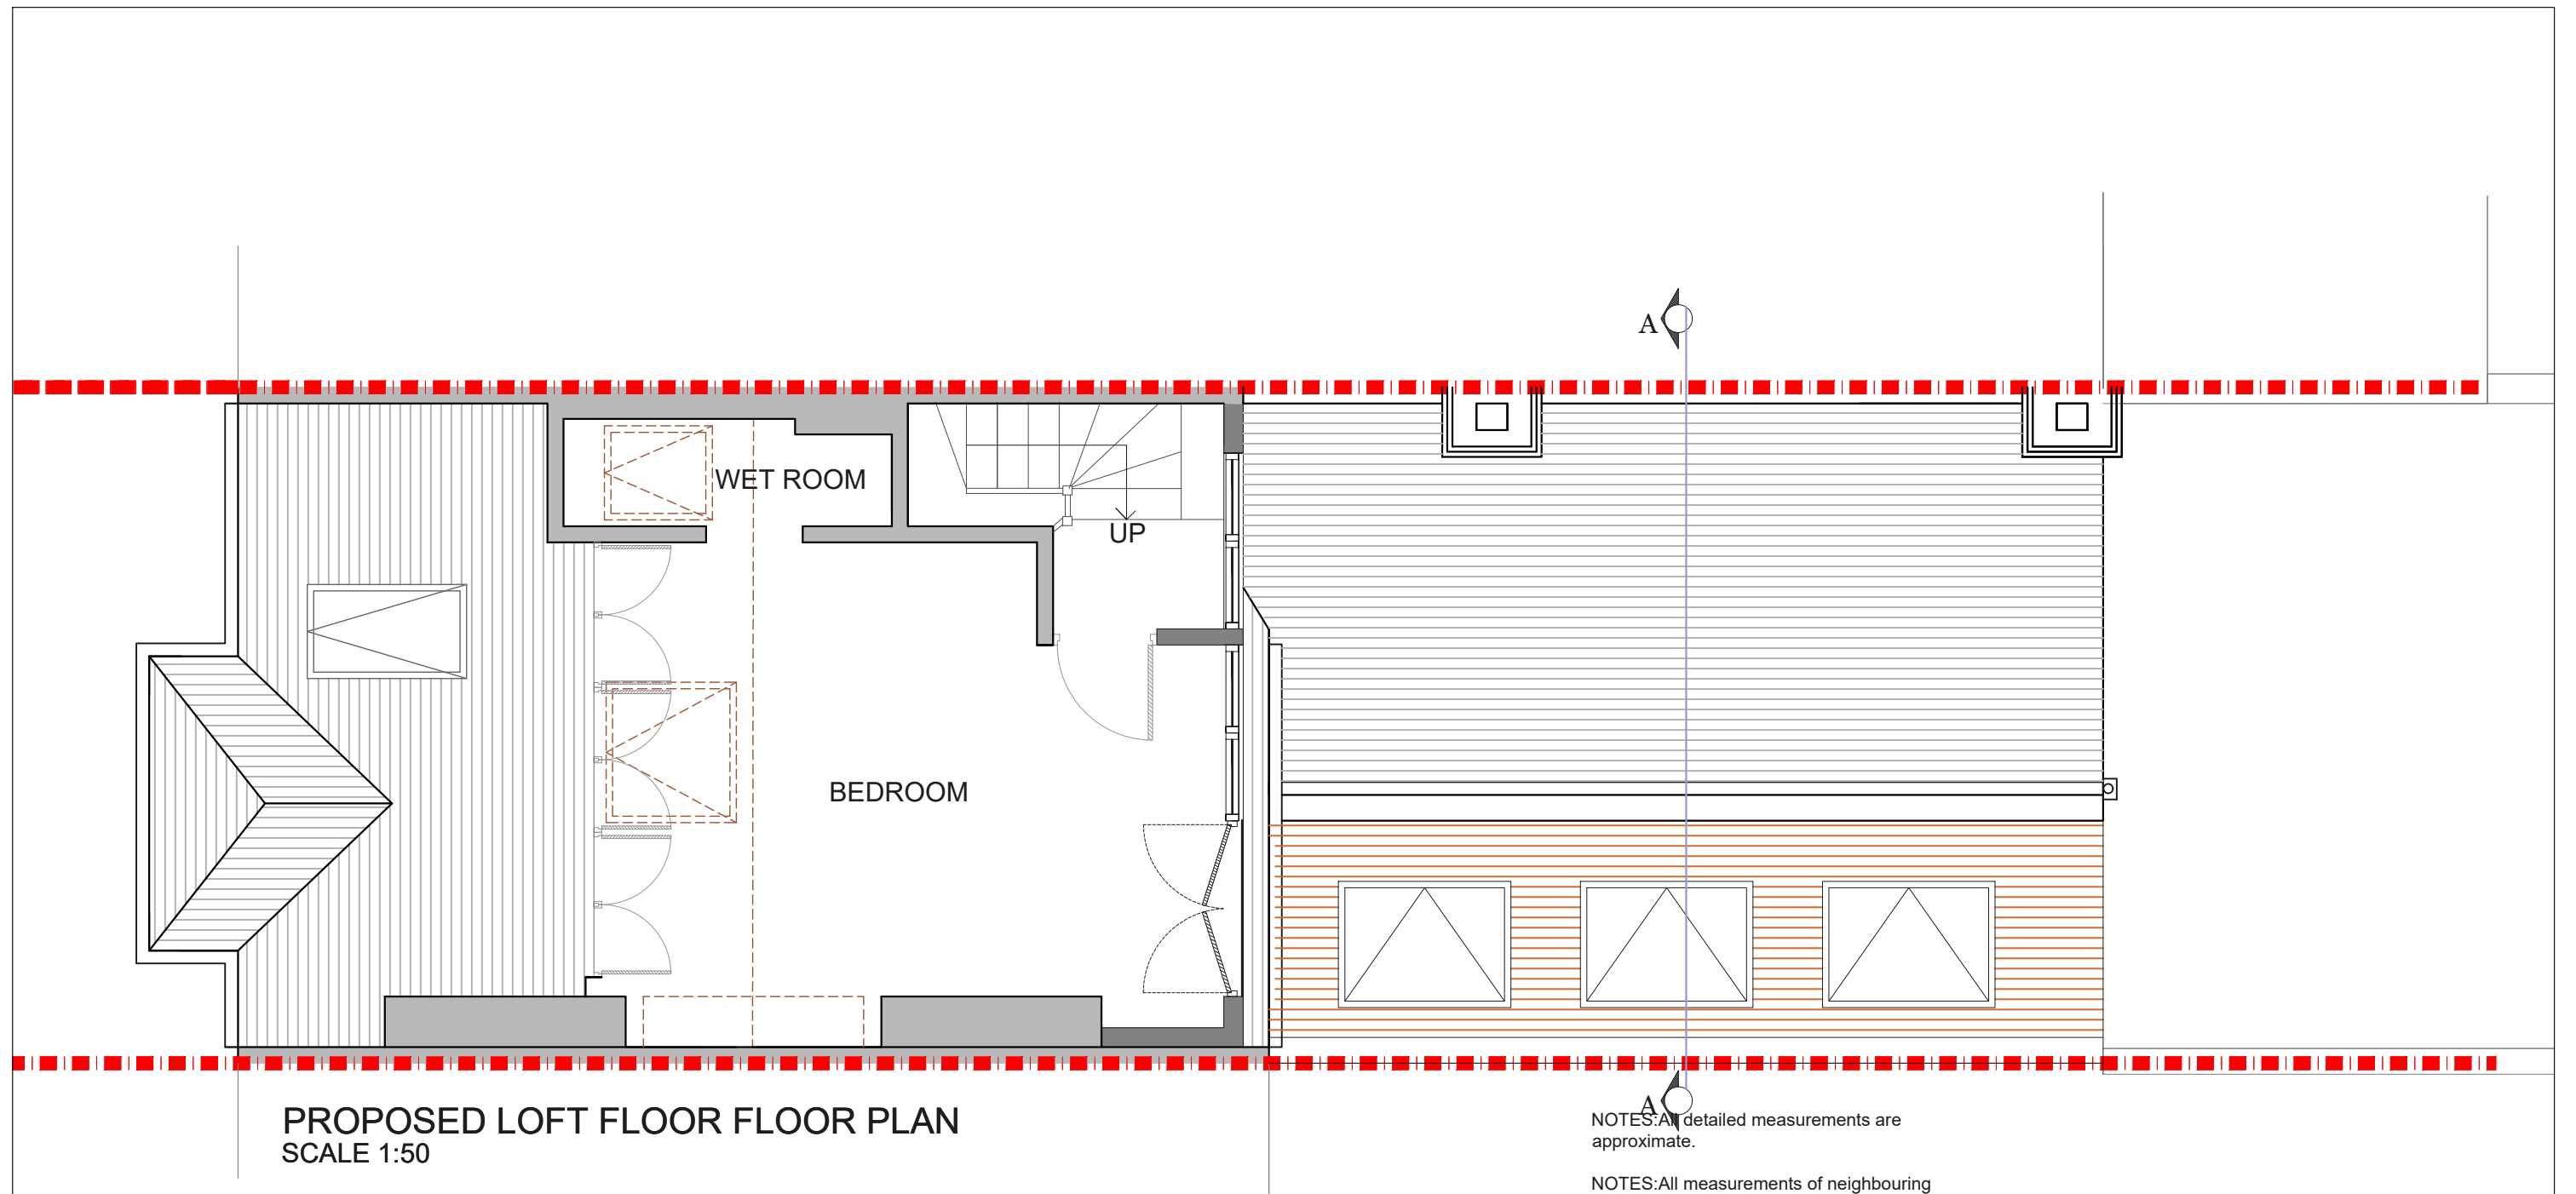 A
WET ROOM
UP
BEDROOM
A
PROPOSED LOFT FLOOR FLOOR PLAN
SCALE 1:50
NOTES:All detailed measurements are
approximate.
NOTES:All measurements of neighbouring